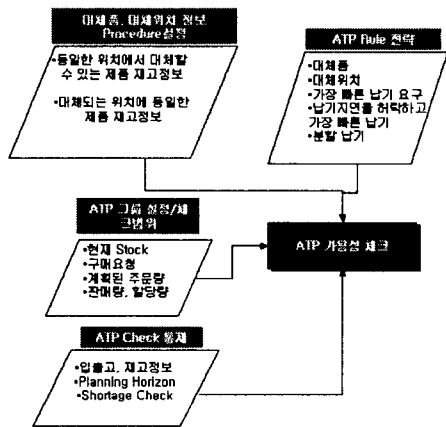 대체품, 대체위치 정보
Procedure설정
•동일한 위치에서 대체할
수 있는 제품 재고정보
•대체되는 위치에 동일한
제품 재고정보
ATP Rule 전략
•대체품
•대체위치
•가장 빠른 납기 요구
•납기지연을 허락하고
가장 빠른 납기
•분할 납기
ATP 그룹 설정/체
크범위
•현재 Stock
•구매요청
•계획된 주문량
•판매량, 할당량
ATP 가용성 체크
ATP Check 통제
•입출고, 재고정보
•Planning Horizon
•Shortage Check